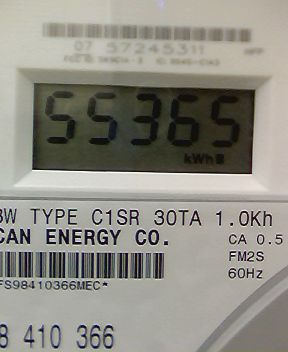 07 57245311
55365
kWh
3W TYPE C1SR 30TA 1.0Kh
CAN ENERGY CO.
CA 0.5
FM2S
60Hz
FS98410366MEC*
8 410 366